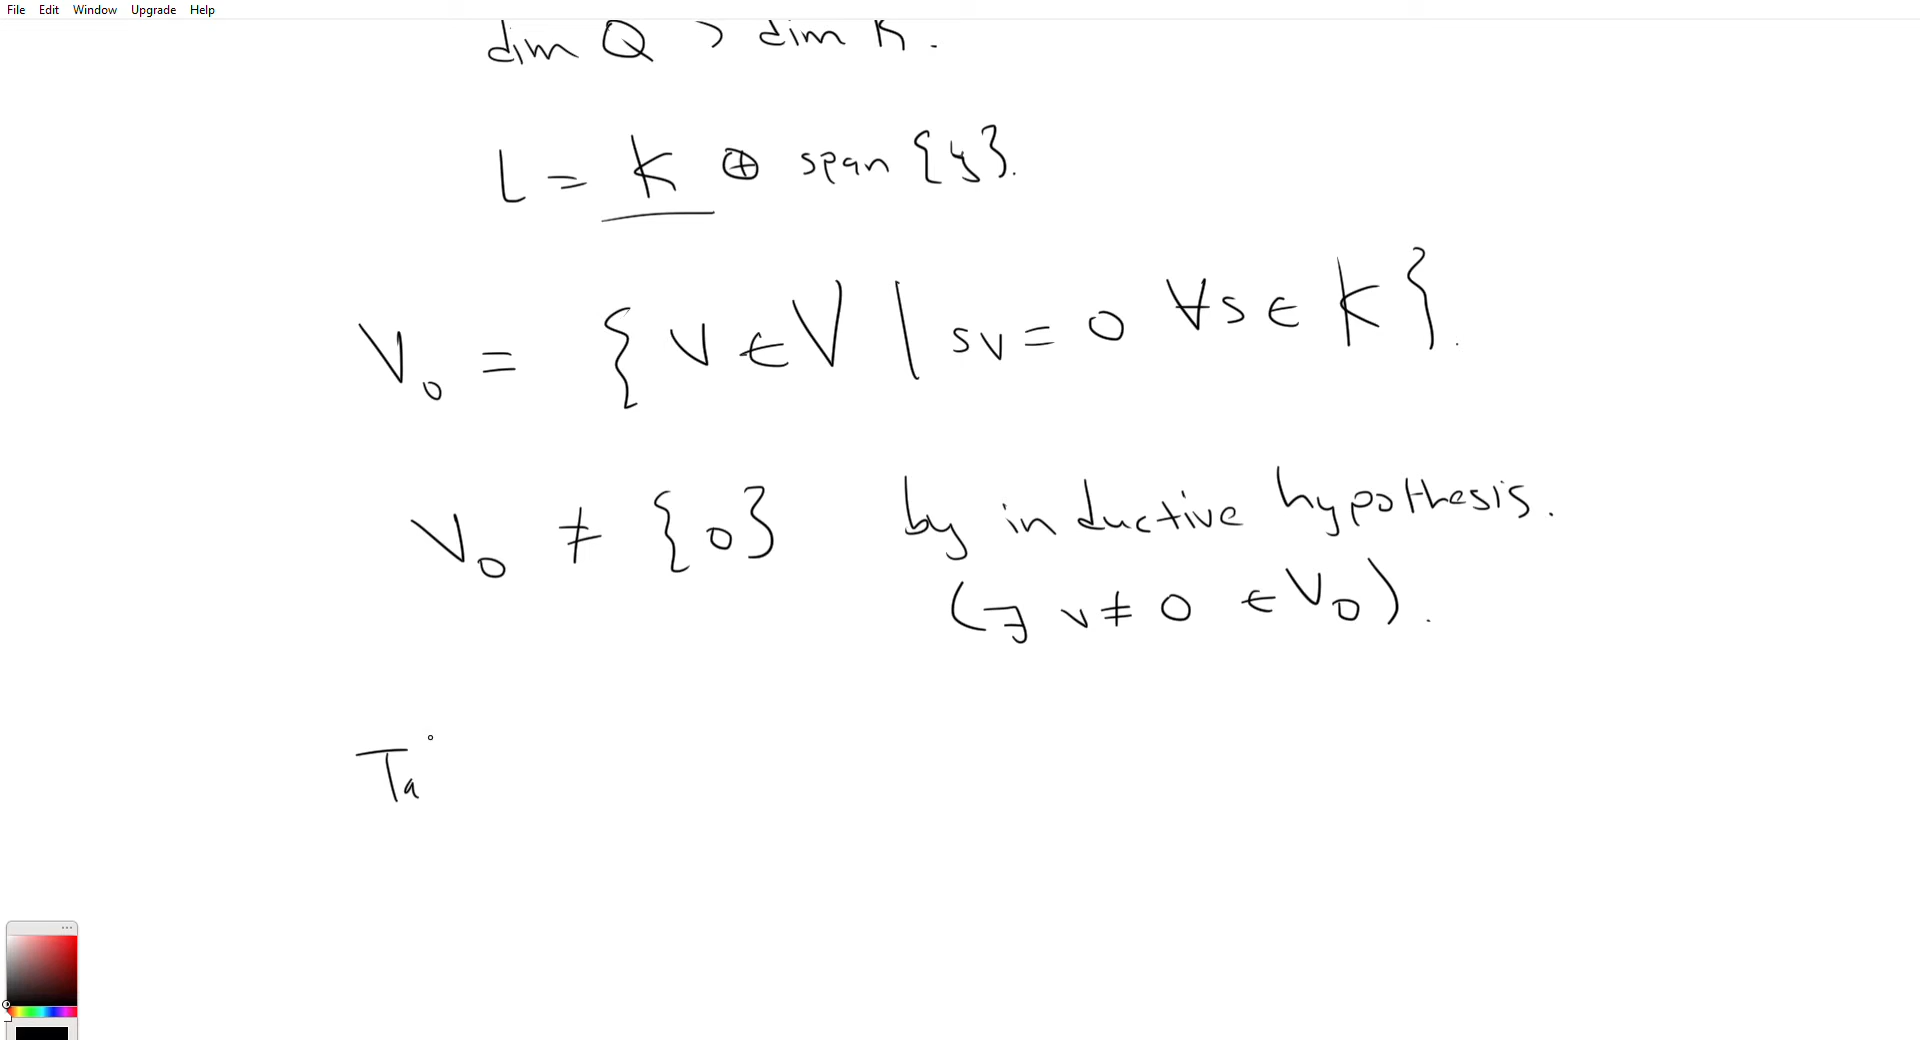 File Edit Window Upgrade Help
dim Q > dim K.
L = K ⊕ span {y}.
V₀ = { v ∈ V | sv = 0 ∀s ∈ K }.
V₀ ≠ {0} by inductive hypothesis.
(∃ v ≠ 0 ∈ V₀).
Ta